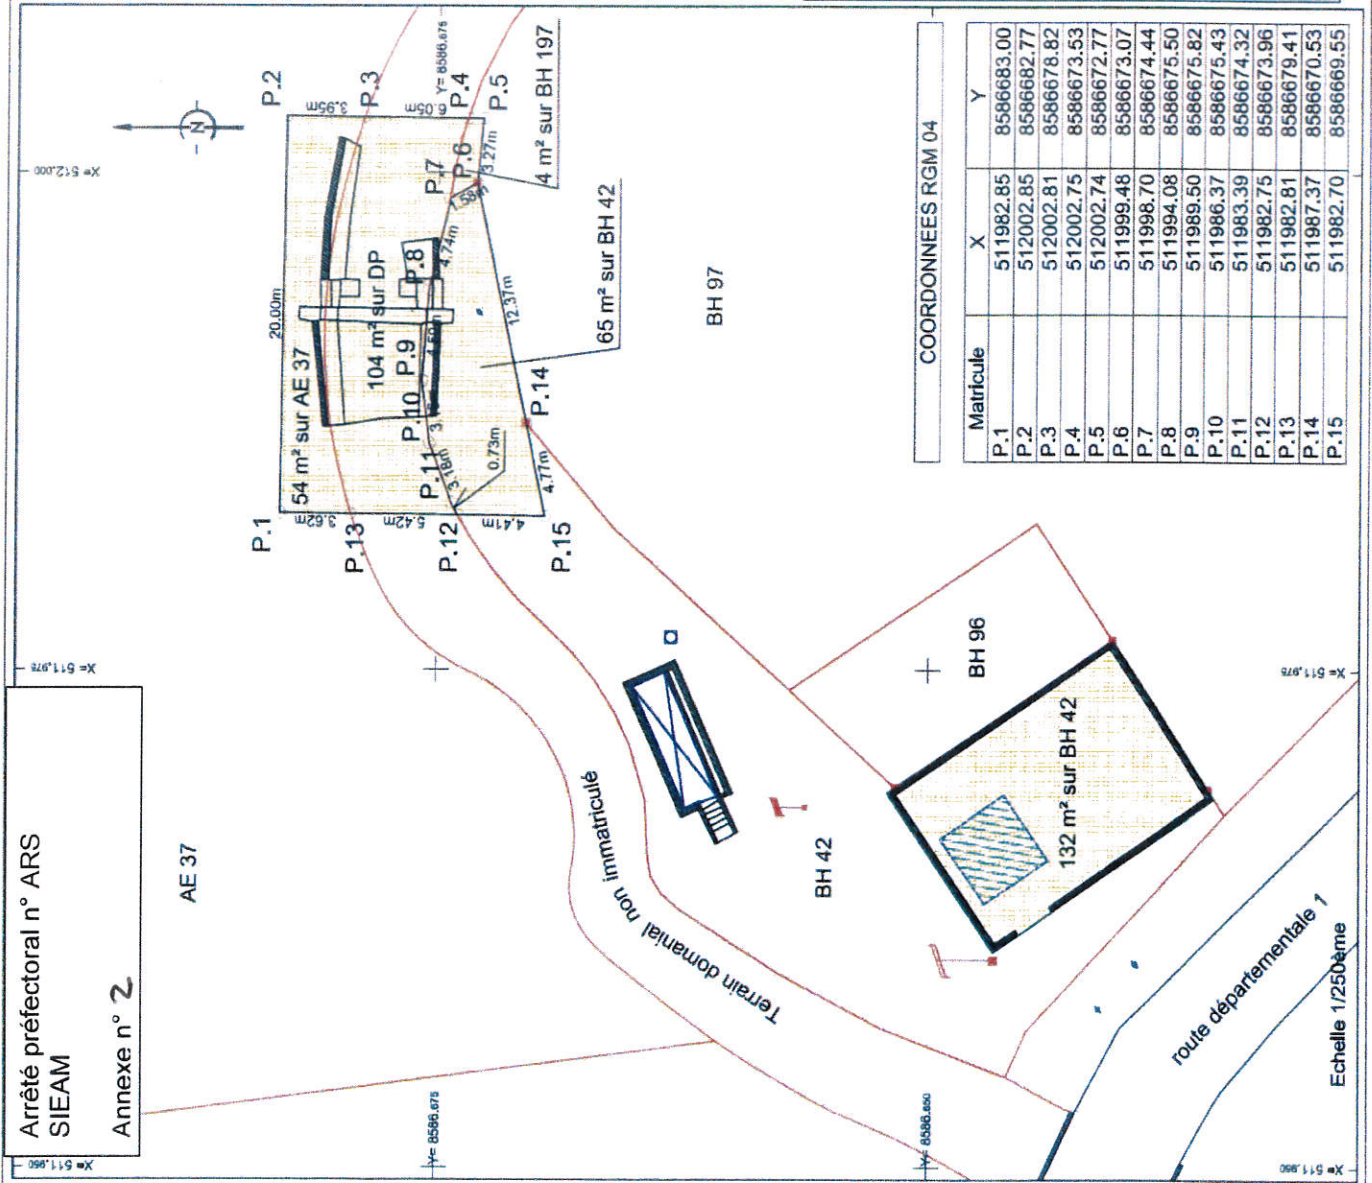 Arrêté préfectoral n° ARS
SIEAM
Annexe n° 2
X= 511,950
X= 511,975
X= 512,000
N
AE 37
P.1
P.2
20.00m
54 m² sur AE 37
3.62m
3.95m
P.13
P.3
104 m² sur DP
Y= 8586,675
5.42m
6.05m
P.10
P.9
P.8
P.7
P.4
P.11
P.6
P.12
3.18m
4.59m
4.74m
1.58m
3.27m
P.5
0.73m
4.41m
4.77m
12.37m
P.15
P.14
4 m² sur BH 197
65 m² sur BH 42
BH 97
Y= 8586,675
Terrain domanial non immatriculé
BH 42
BH 96
132 m² sur BH 42
Y= 8586,650
route départementale 1
Echelle 1/250ème
X= 511,950
X= 511,975
COORDONNEES RGM 04
Matricule X Y
P.1 511982.85 8586683.00
P.2 512002.85 8586682.77
P.3 512002.81 8586678.82
P.4 512002.75 8586673.53
P.5 512002.74 8586672.77
P.6 511999.48 8586673.07
P.7 511998.70 8586674.44
P.8 511994.08 8586675.50
P.9 511989.50 8586675.82
P.10 511986.37 8586675.43
P.11 511983.39 8586674.32
P.12 511982.75 8586673.96
P.13 511982.81 8586679.41
P.14 511987.37 8586670.53
P.15 511982.70 8586669.55